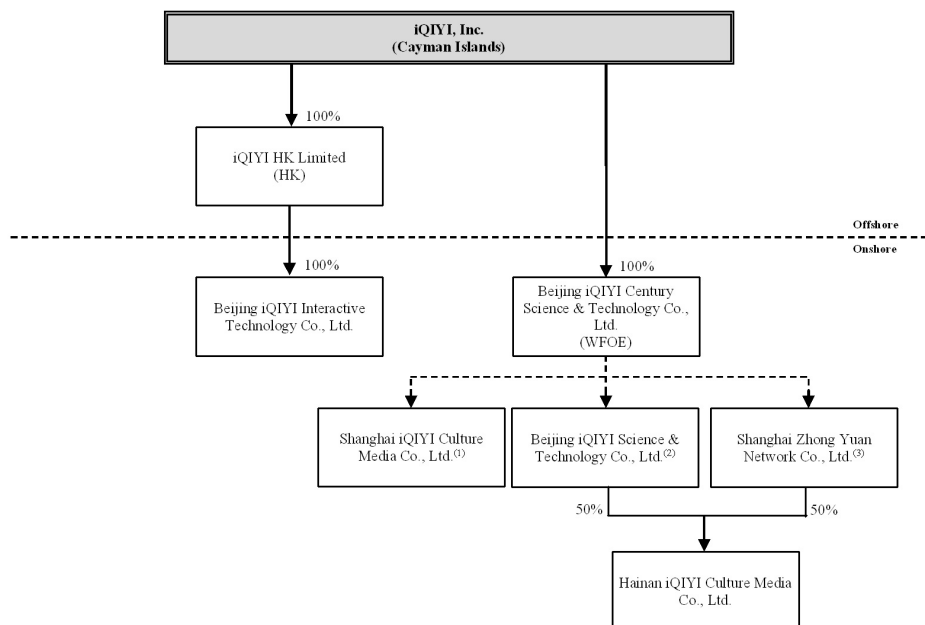 iQIYI, Inc.
(Cayman Islands)
100%
iQIYI HK Limited
(HK)
Offshore
Onshore
100%
100%
Beijing iQIYI Interactive
Technology Co., Ltd.
Beijing iQIYI Century
Science & Technology Co.,
Ltd.
(WFOE)
Shanghai iQIYI Culture
Media Co., Ltd.(1)
Beijing iQIYI Science &
Technology Co., Ltd.(2)
Shanghai Zhong Yuan
Network Co., Ltd.(3)
50%
50%
Hainan iQIYI Culture Media
Co., Ltd.